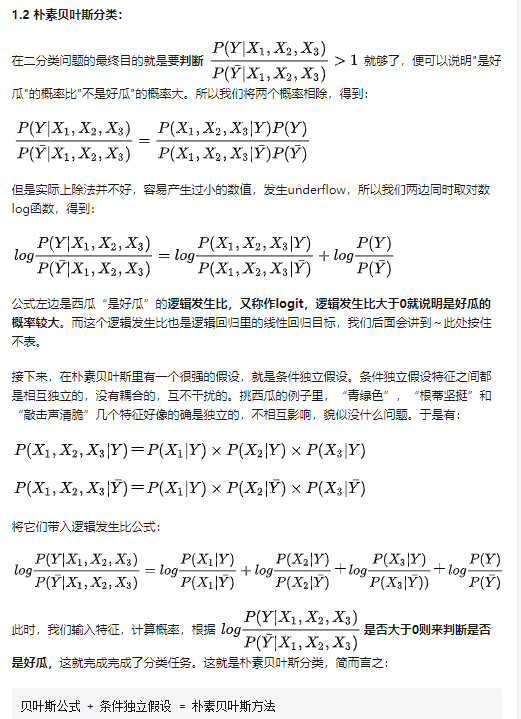 1.2 朴素贝叶斯分类：
在二分类问题的最终目的就是要判断 \frac{P(Y|X_1, X_2, X_3)}{P(\bar{Y}|X_1, X_2, X_3)} > 1 就够了，便可以说明"是好
瓜"的概率比"不是好瓜"的概率大。所以我们将两个概率相除，得到：
\frac{P(Y|X_1, X_2, X_3)}{P(\bar{Y}|X_1, X_2, X_3)} = \frac{P(X_1, X_2, X_3|Y)P(Y)}{P(X_1, X_2, X_3|\bar{Y})P(\bar{Y})}
但是实际上除法并不好，容易产生过小的数值，发生underflow，所以我们两边同时取对数
log函数，得到：
log\frac{P(Y|X_1, X_2, X_3)}{P(\bar{Y}|X_1, X_2, X_3)} = log\frac{P(X_1, X_2, X_3|Y)}{P(X_1, X_2, X_3|\bar{Y})} + log\frac{P(Y)}{P(\bar{Y})}
公式左边是西瓜“是好瓜”的逻辑发生比，又称作logit，逻辑发生比大于0就说明是好瓜的
概率较大。而这个逻辑发生比也是逻辑回归里的线性回归目标，我们后面会讲到～此处按住
不表。
接下来，在朴素贝叶斯里有一个很强的假设，就是条件独立假设。条件独立假设特征之间都
是相互独立的，没有耦合的，互不干扰的。挑西瓜的例子里，“青绿色”，“根蒂坚挺”和
“敲击声清脆”几个特征好像的确是独立的，不相互影响，貌似没什么问题。于是有：
P(X_1, X_2, X_3|Y)＝P(X_1|Y) × P(X_2|Y) × P(X_3|Y)
P(X_1, X_2, X_3|\bar{Y})＝P(X_1|Y) × P(X_2|\bar{Y}) × P(X_3|\bar{Y})
将它们带入逻辑发生比公式：
log\frac{P(Y|X_1, X_2, X_3)}{P(\bar{Y}|X_1, X_2, X_3)} = log\frac{P(X_1|Y)}{P(X_1|\bar{Y})} + log\frac{P(X_2|Y)}{P(X_2|\bar{Y})}＋log\frac{P(X_3|Y)}{P(X_3|\bar{Y}))}＋log\frac{P(Y)}{P(\bar{Y})}
此时，我们输入特征，计算概率，根据 log\frac{P(Y|X_1, X_2, X_3)}{P(\bar{Y}|X_1, X_2, X_3)} 是否大于0则来判断是否
是好瓜，这就完成完成了分类任务。这就是朴素贝叶斯分类，简而言之：
贝叶斯公式 + 条件独立假设 = 朴素贝叶斯方法